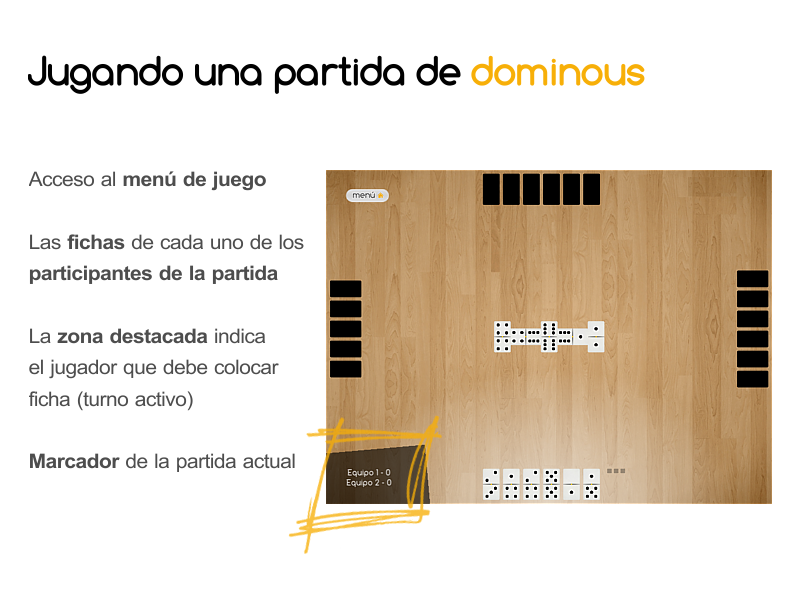 Jugando una partida de dominous
Acceso al menú de juego
Las fichas de cada uno de los
participantes de la partida
La zona destacada indica
el jugador que debe colocar
ficha (turno activo)
Marcador de la partida actual
menú
Equipo 1 - 0
Equipo 2 - 0